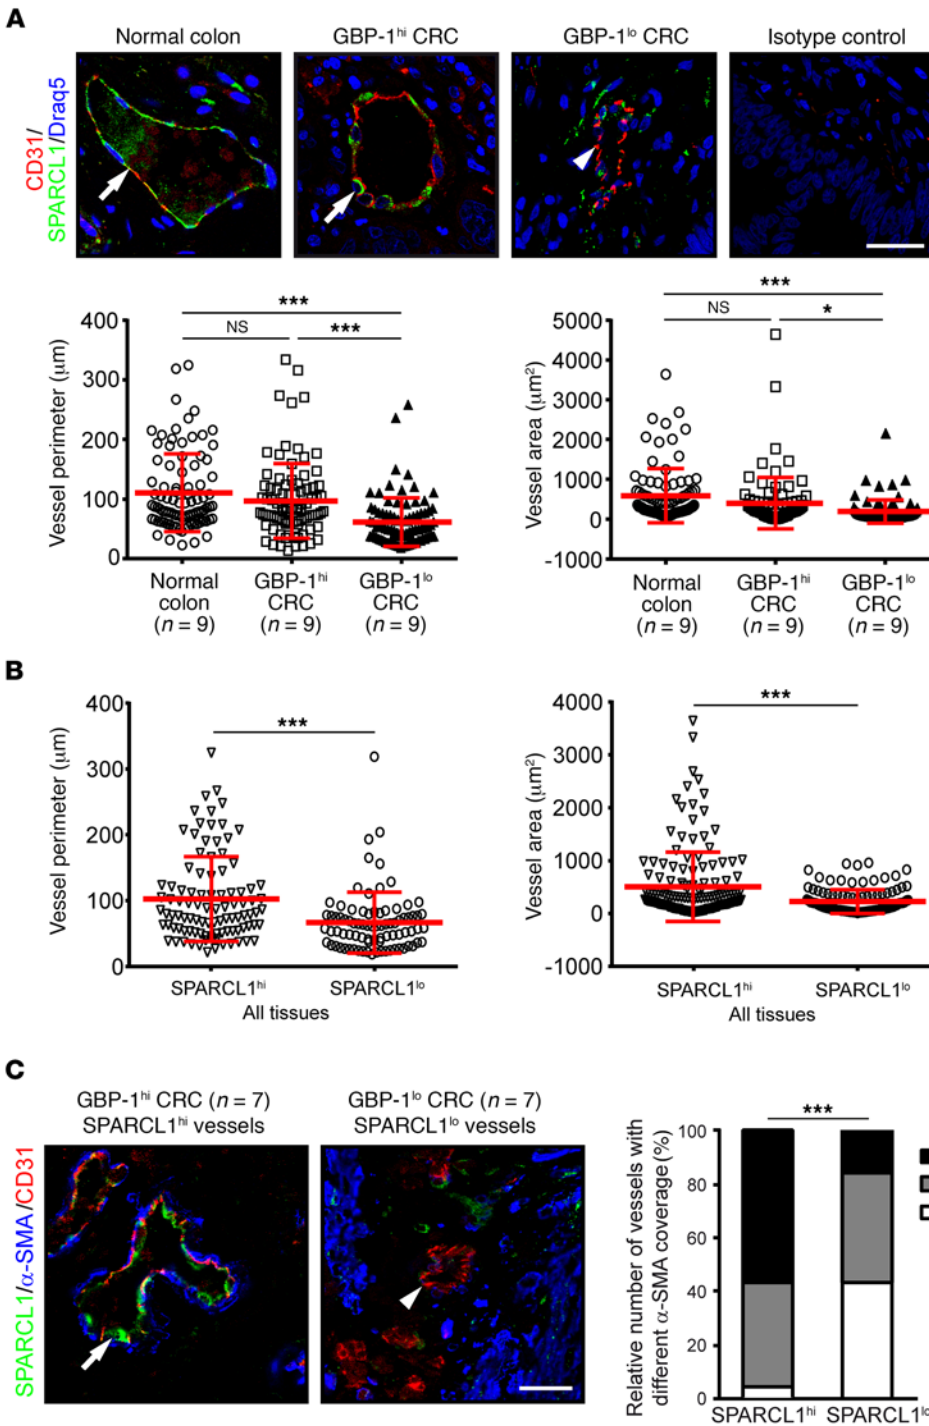 A
Normal colon
GBP-1hi CRC
GBP-1lo CRC
Isotype control
CD31/
SPARCL1/Draq5
***
NS
***
400
300
200
100
0
Vessel perimeter (μm)
Normal
colon
(n = 9)
GBP-1hi
CRC
(n = 9)
GBP-1lo
CRC
(n = 9)
***
NS
*
5000
4000
3000
2000
1000
0
-1000
Vessel area (μm2)
Normal
colon
(n = 9)
GBP-1hi
CRC
(n = 9)
GBP-1lo
CRC
(n = 9)
B
***
400
300
200
100
0
Vessel perimeter (μm)
SPARCL1hi
SPARCL1lo
All tissues
***
4000
3000
2000
1000
0
-1000
Vessel area (μm2)
SPARCL1hi
SPARCL1lo
All tissues
C
GBP-1hi CRC (n = 7)
SPARCL1hi vessels
GBP-1lo CRC (n = 7)
SPARCL1lo vessels
SPARCL1/α-SMA/CD31
***
100
80
60
40
20
0
Relative number of vessels with
different α-SMA coverage (%)
SPARCL1hi
SPARCL1lo